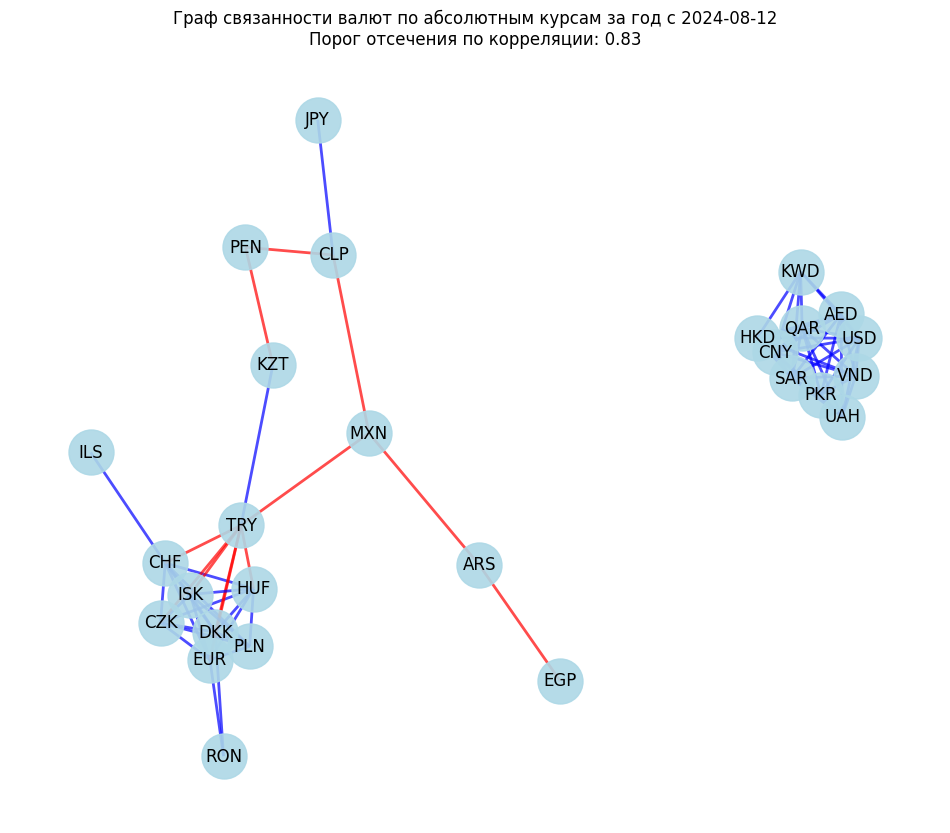 Граф связанности валют по абсолютным курсам за год с 2024-08-12
Порог отсечения по корреляции: 0.83
JPY
PEN
CLP
KWD
AED
QAR
HKD
USD
CNY
KZT
SAR
VND
PKR
UAH
MXN
ILS
TRY
CHF
ARS
HUF
ISK
CZK
DKK
PLN
EUR
EGP
RON